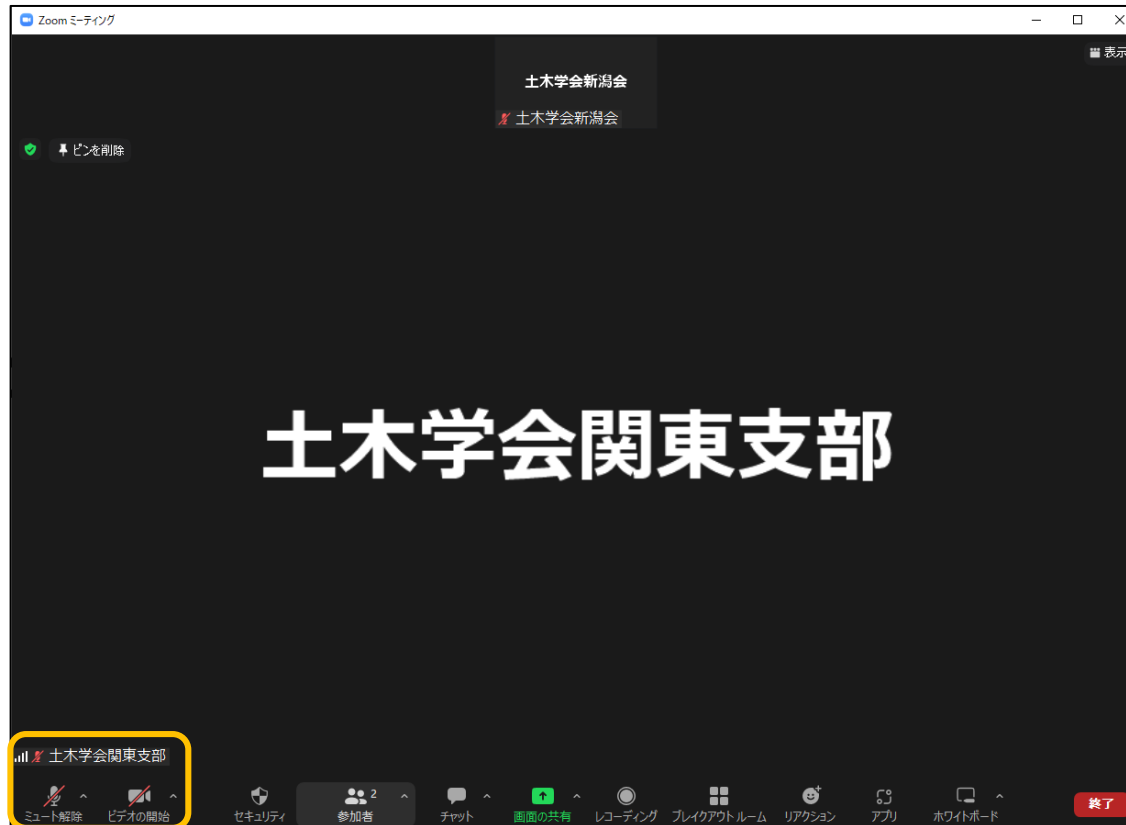 Zoom ミーティング
表示
土木学会新潟会
土木学会新潟会
ピンを削除
土木学会関東支部
土木学会関東支部
ミュート解除 ビデオの開始 セキュリティ 参加者 2 チャット 画面の共有 レコーディング ブレイクアウトルーム リアクション アプリ ホワイトボード 終了